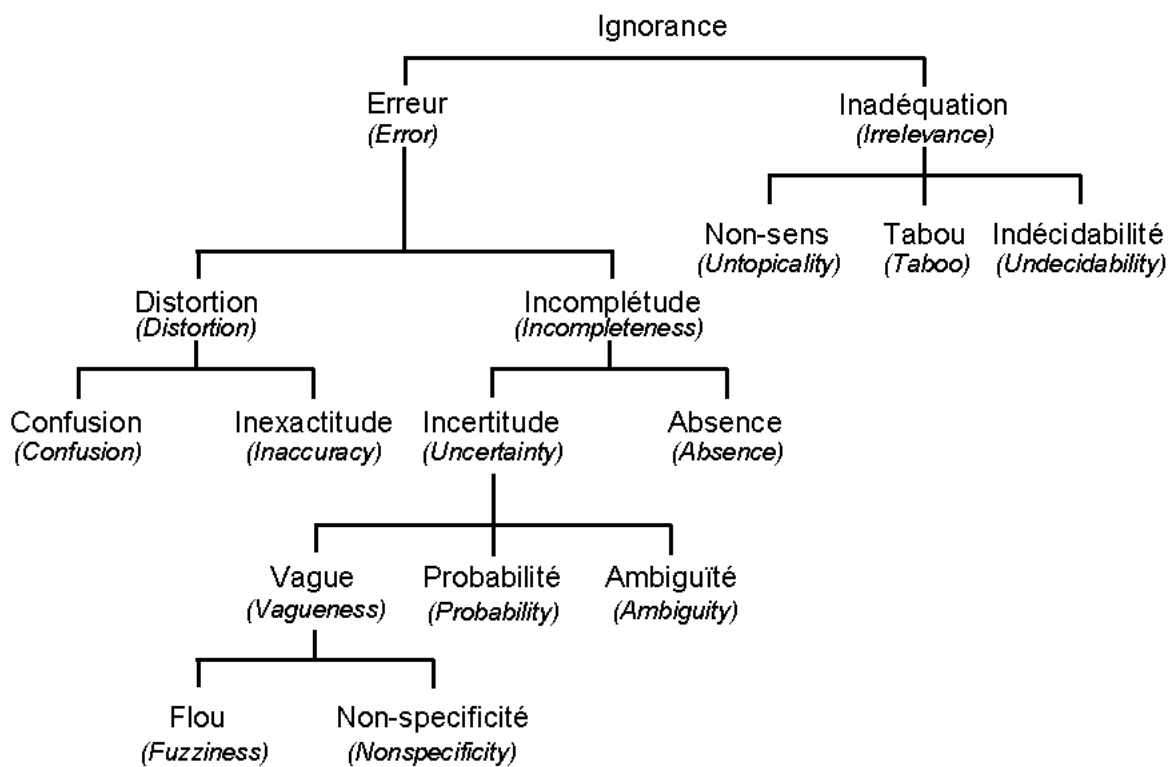 Ignorance
Erreur
(Error)
Inadéquation
(Irrelevance)
Non-sens
(Untopicality)
Tabou
(Taboo)
Indécidabilité
(Undecidability)
Distortion
(Distortion)
Incomplétude
(Incompleteness)
Confusion
(Confusion)
Inexactitude
(Inaccuracy)
Incertitude
(Uncertainty)
Absence
(Absence)
Vague
(Vagueness)
Probabilité
(Probability)
Ambiguïté
(Ambiguity)
Flou
(Fuzziness)
Non-specificité
(Nonspecificity)